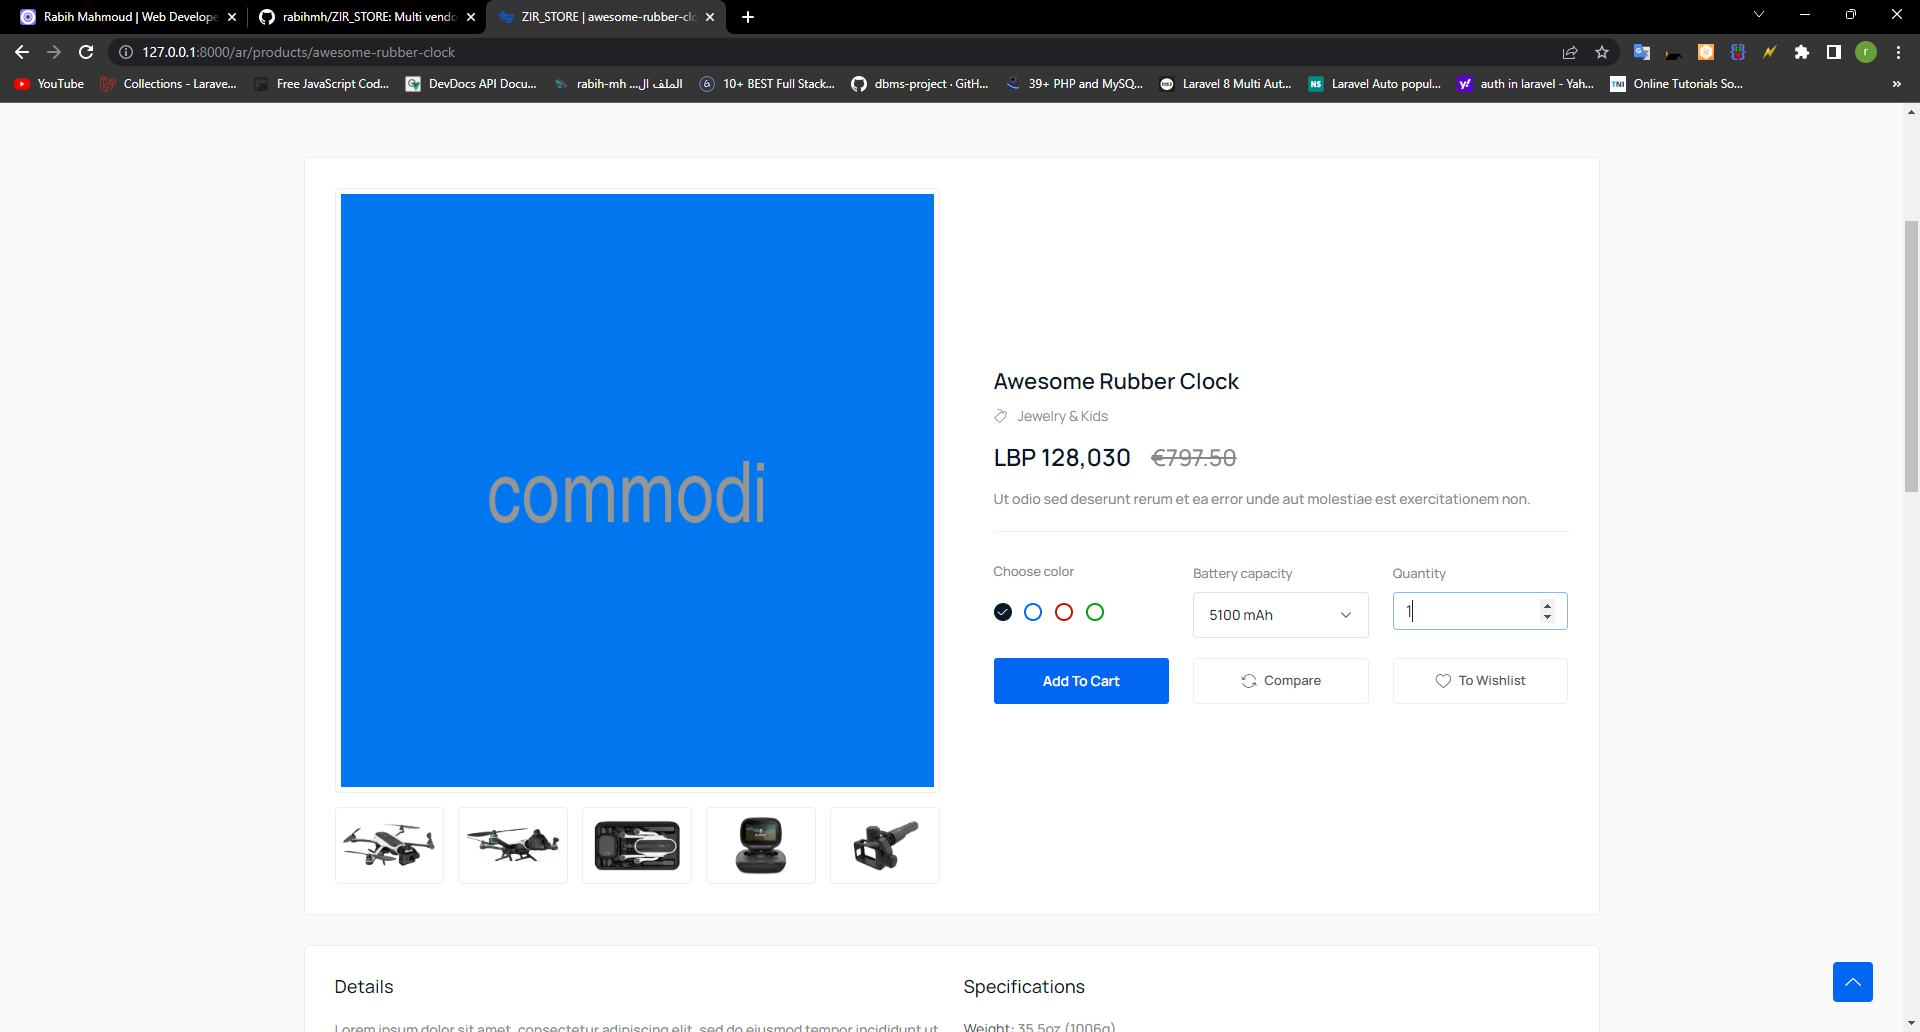 Rabih Mahmoud | Web Develope
rabihmh/ZIR_STORE: Multi vendo
ZIR_STORE | awesome-rubber-clo
127.0.0.1:8000/ar/products/awesome-rubber-clock
YouTube
Collections - Larave...
Free JavaScript Cod...
DevDocs API Docu...
rabih-mh ...الملف ال
10+ BEST Full Stack...
dbms-project · GitH...
39+ PHP and MySQ...
Laravel 8 Multi Aut...
Laravel Auto popul...
auth in laravel - Yah...
Online Tutorials So...
commodi
Awesome Rubber Clock
Jewelry & Kids
LBP 128,030 €797.50
Ut odio sed deserunt rerum et ea error unde aut molestiae est exercitationem non.
Choose color
Battery capacity
Quantity
5100 mAh
1
Add To Cart
Compare
To Wishlist
Details
Specifications
Lorem ipsum dolor sit amet, consectetur adipiscing elit, sed do eiusmod tempor incididunt ut
Weight: 35.5oz (1006g)